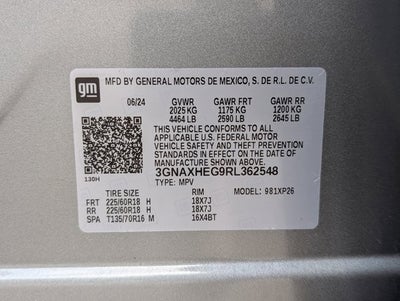 gm MFD BY GENERAL MOTORS DE MEXICO, S. DE R.L. DE C.V.
06/24 GVWR GAWR FRT GAWR RR
2025 KG 1175 KG 1200 KG
4464 LB 2590 LB 2645 LB
THIS VEHICLE CONFORMS TO ALL
APPLICABLE U.S. FEDERAL MOTOR
VEHICLE SAFETY AND THEFT PREVENTION
STANDARDS IN EFFECT ON THE DATE OF
MANUFACTURE SHOWN ABOVE.
3GNAXHEG9RL362548
130H TYPE: MPV
TIRE SIZE RIM MODEL: 981XP26
FRT 225/60R18 H 18X7J
RR 225/60R18 H 18X7J
SPA T135/70R16 M 16X4BT